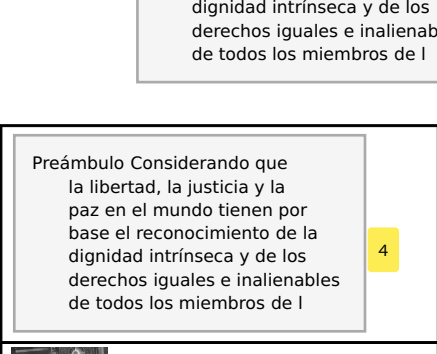 dignidad intrínseca y de los
derechos iguales e inalienab
de todos los miembros de l
Preámbulo Considerando que
la libertad, la justicia y la
paz en el mundo tienen por
base el reconocimiento de la
dignidad intrínseca y de los
derechos iguales e inalienables
de todos los miembros de l
4